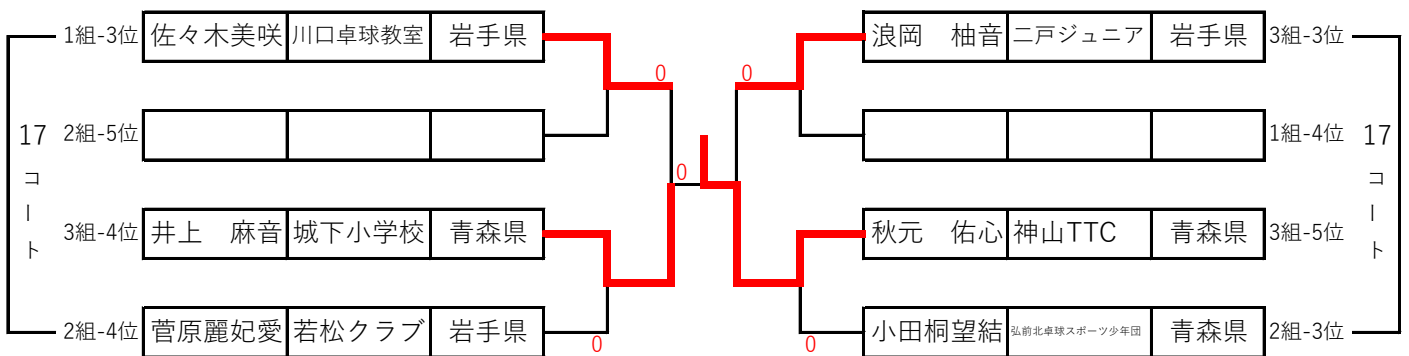 1組-3位 佐々木美咲 川口卓球教室 岩手県
2組-5位
3組-4位 井上　麻音 城下小学校 青森県
2組-4位 菅原麗妃愛 若松クラブ 岩手県
17コート
0
0
0
浪岡　柚音 二戸ジュニア 岩手県 3組-3位
1組-4位
秋元　佑心 神山TTC 青森県 3組-5位
小田桐望結 弘前北卓球スポーツ少年団 青森県 2組-3位
17コート
0
0